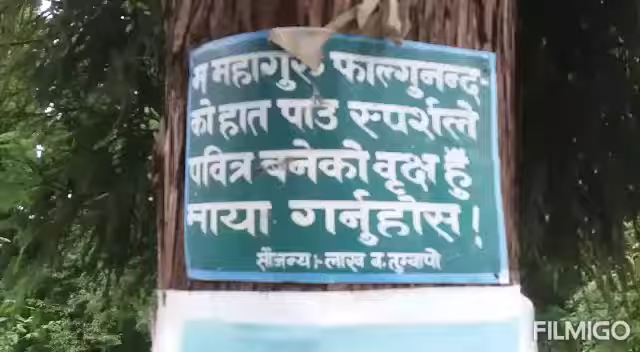 म महागुरु फाल्गुनन्द-
को हात पाउ स्पर्शले
पवित्र बनेको वृक्ष हुँ
माया गर्नुहोस !
सौजन्य :- लाख व.
FILMIGO